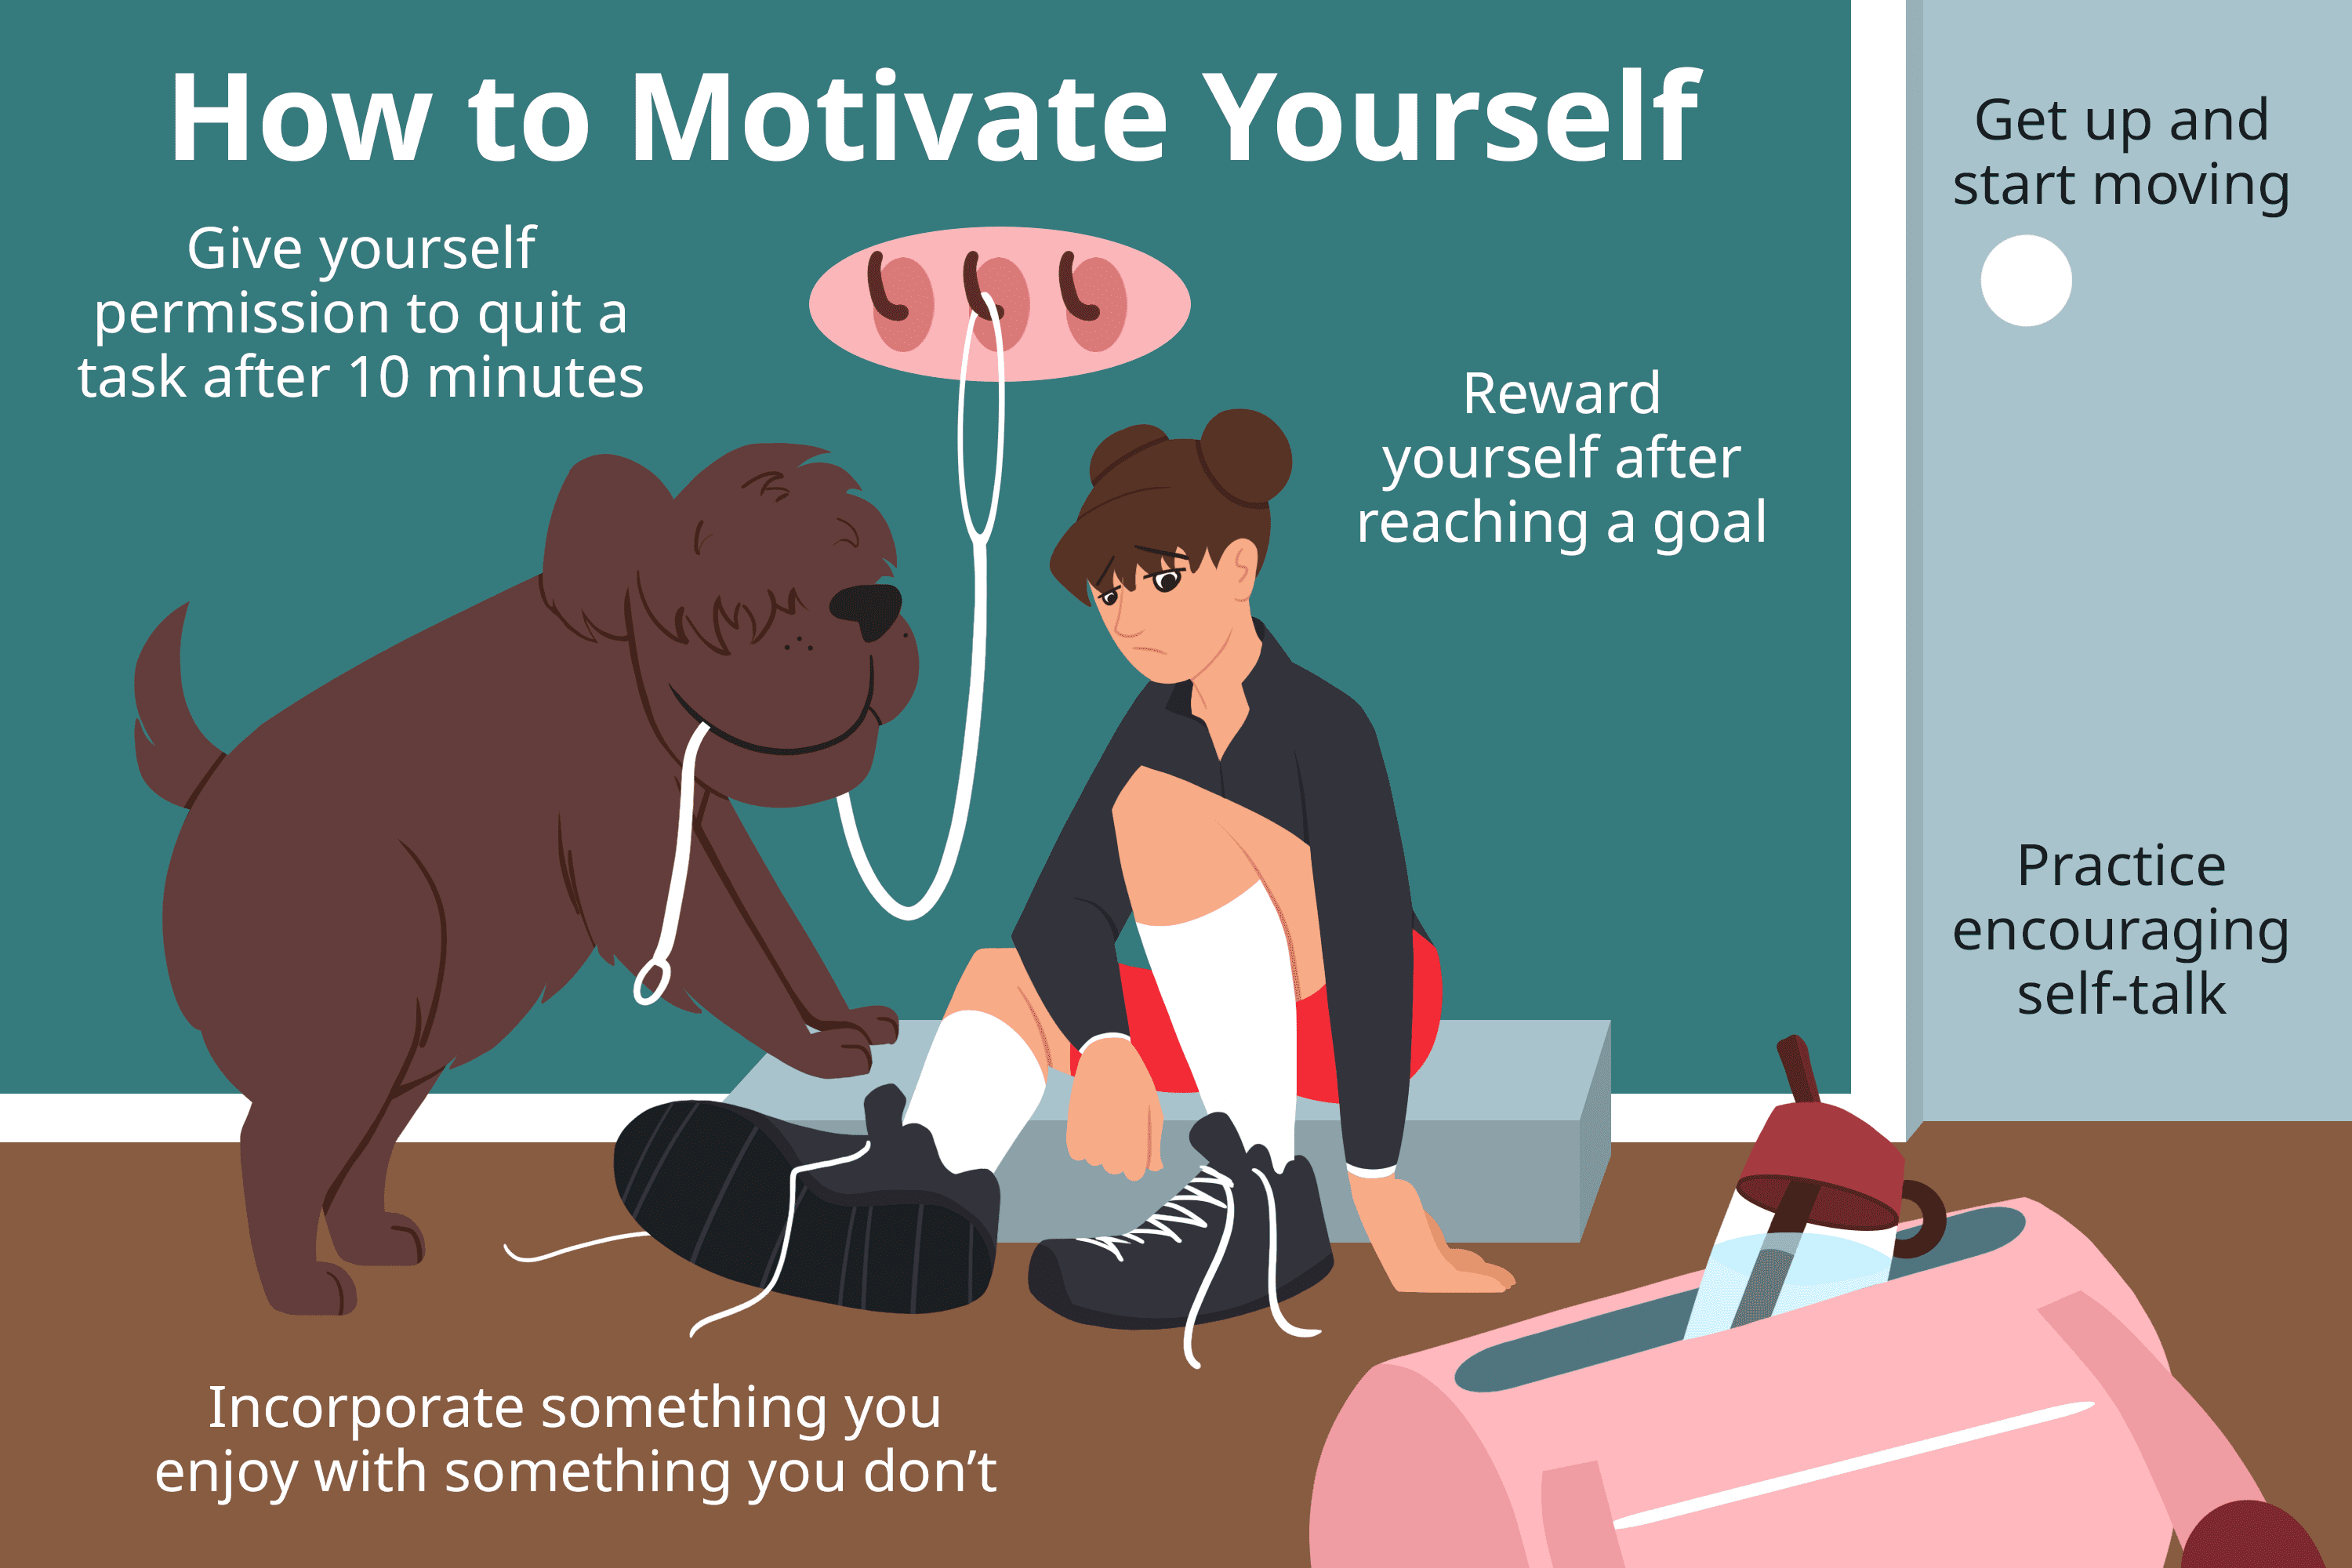 How to Motivate Yourself
Give yourself
permission to quit a
task after 10 minutes
Reward
yourself after
reaching a goal
Get up and
start moving
Practice
encouraging
self-talk
Incorporate something you
enjoy with something you don’t